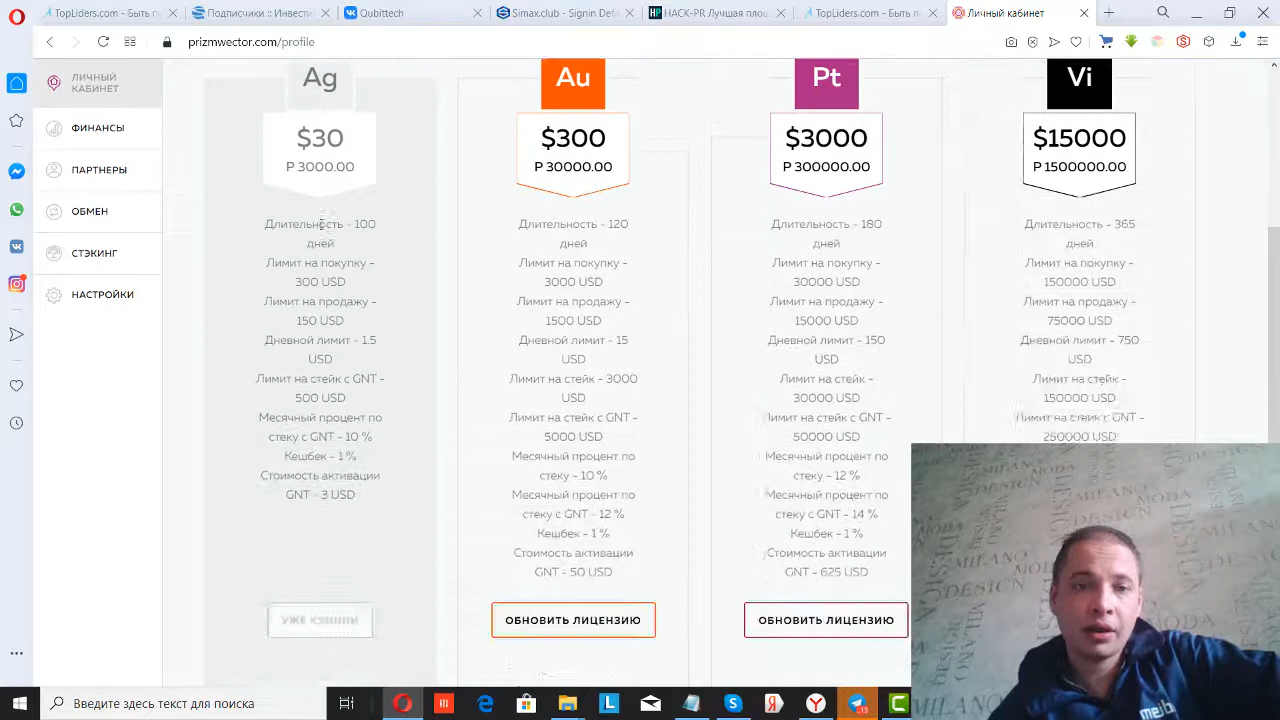 TopLiders.com - Быть п
Подписчики :: Инвести
Qubittech
Simax.club - Signin Defa
HACK-PR Лучшая площ
TopLiders.com - Быть п
Личный кабинет
prizmwector.com/profile
ЛИЧНЫЙ
КАБИНЕТ
ФИНАНСЫ
ПАРТНЕРЫ
ОБМЕН
СТЭКИНГ
НАСТРОЙКИ
Ag
$30
P 3000.00
Длительность - 100
дней
Лимит на покупку -
300 USD
Лимит на продажу -
150 USD
Дневной лимит - 1.5
USD
Лимит на стейк с GNT -
500 USD
Месячный процент по
стеку с GNT - 10 %
Кешбек - 1 %
Стоимость активации
GNT - 3 USD
Au
$300
P 30000.00
Длительность - 120
дней
Лимит на покупку -
3000 USD
Лимит на продажу -
1500 USD
Дневной лимит - 15
USD
Лимит на стейк - 3000
USD
Лимит на стейк с GNT -
5000 USD
Месячный процент по
стеку - 10 %
Месячный процент по
стеку с GNT - 12 %
Кешбек - 1 %
Стоимость активации
GNT - 50 USD
ОБНОВИТЬ ЛИЦЕНЗИЮ
Pt
$3000
P 300000.00
Длительность - 180
дней
Лимит на покупку -
30000 USD
Лимит на продажу -
15000 USD
Дневной лимит - 150
USD
Лимит на стейк -
30000 USD
Лимит на стейк с GNT -
50000 USD
Месячный процент по
стеку - 12 %
Месячный процент по
стеку с GNT - 14 %
Кешбек - 1 %
Стоимость активации
GNT - 625 USD
ОБНОВИТЬ ЛИЦЕНЗИЮ
Vi
$15000
P 1500000.00
Длительность - 365
дней
Лимит на покупку -
150000 USD
Лимит на продажу -
75000 USD
Дневной лимит - 750
USD
Лимит на стейк -
150000 USD
Лимит на стейк с GNT -
250000 USD
MILANO
DESIGN
MODA
Введите здесь текст для поиска